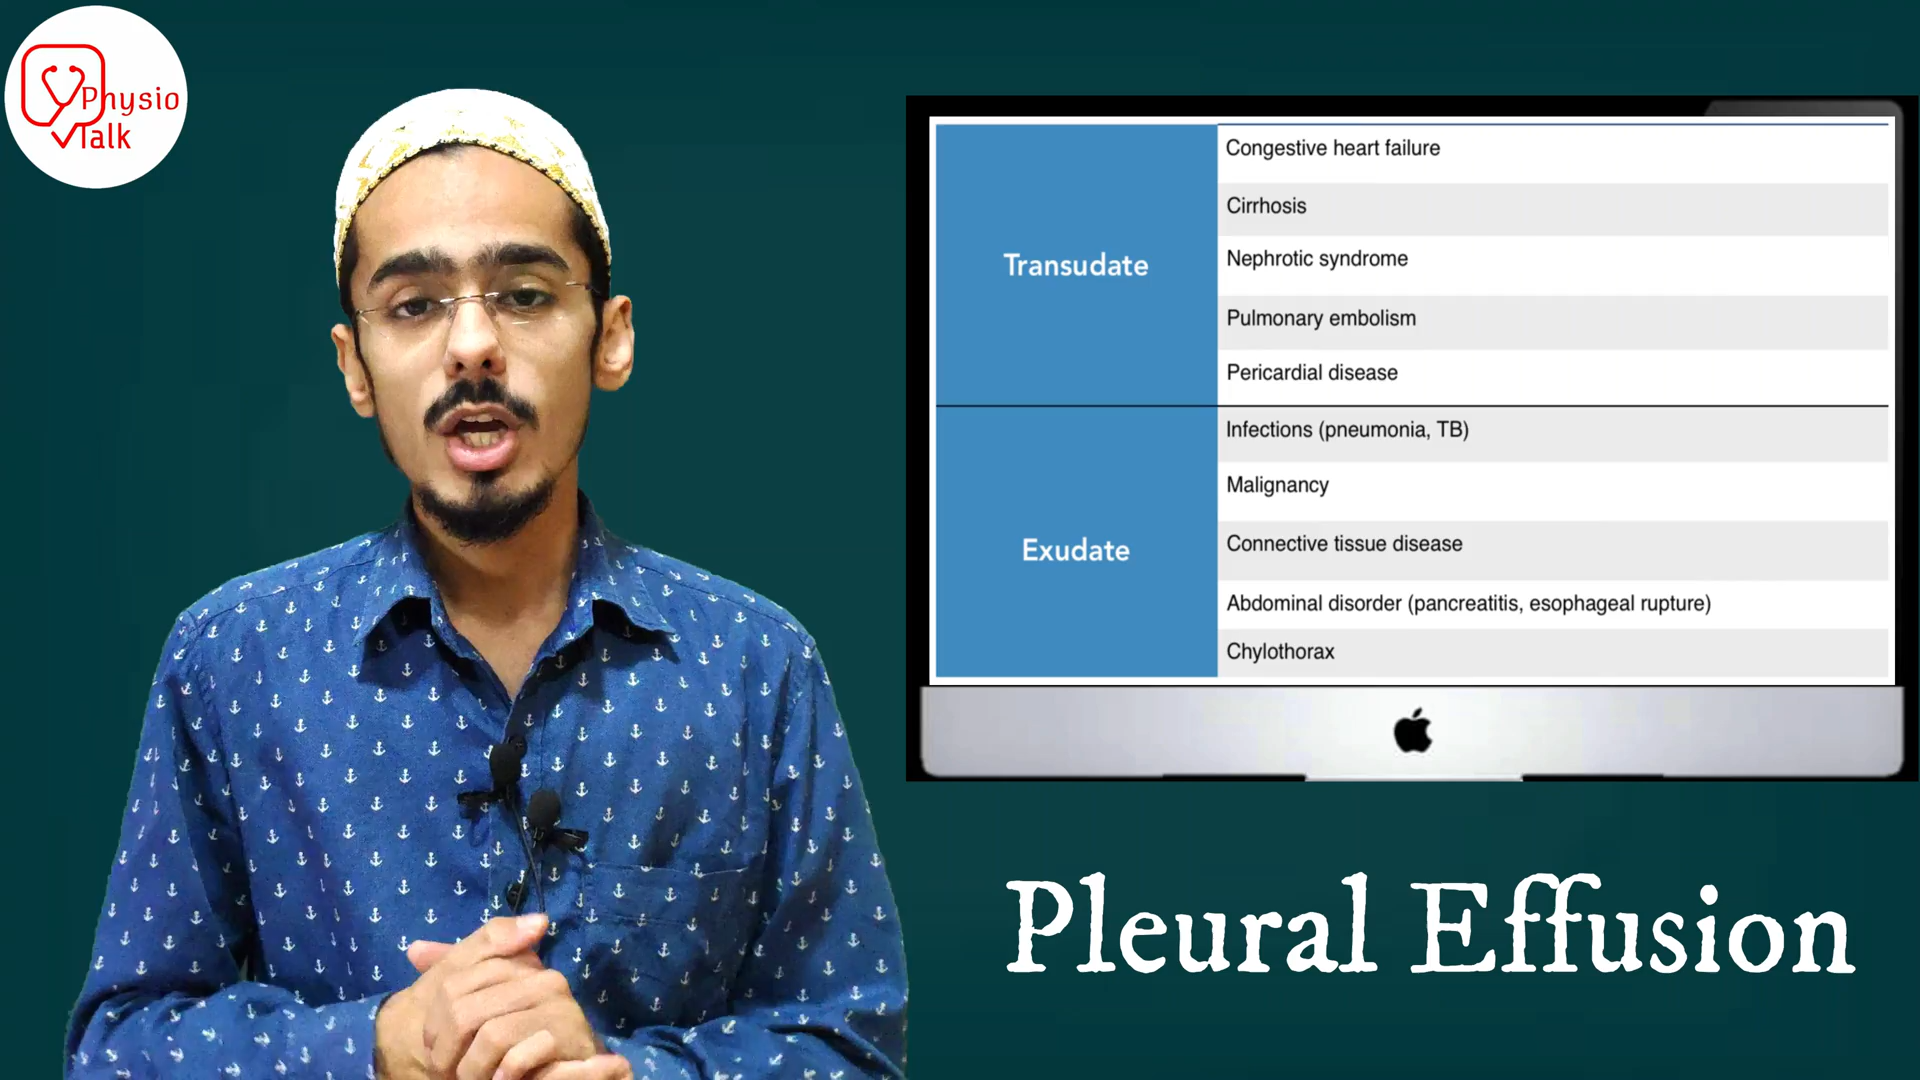 Physio
Talk
Transudate
Congestive heart failure
Cirrhosis
Nephrotic syndrome
Pulmonary embolism
Pericardial disease
Exudate
Infections (pneumonia, TB)
Malignancy
Connective tissue disease
Abdominal disorder (pancreatitis, esophageal rupture)
Chylothorax
Pleural Effusion